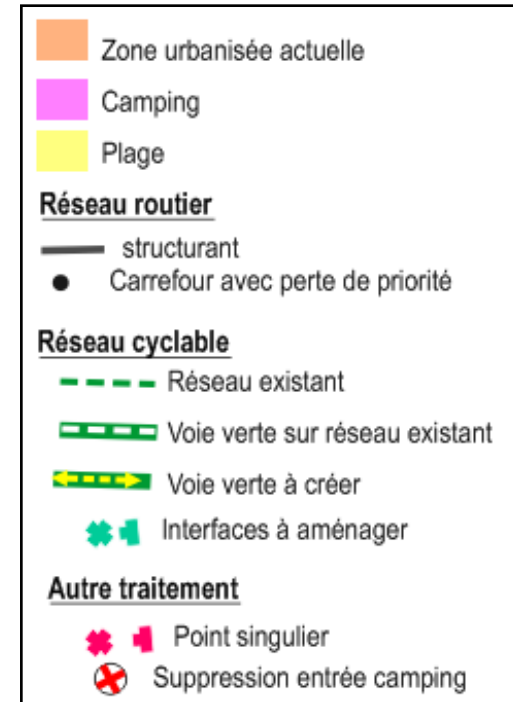 Zone urbanisée actuelle
Camping
Plage
Réseau routier
structurant
Carrefour avec perte de priorité
Réseau cyclable
Réseau existant
Voie verte sur réseau existant
Voie verte à créer
Interfaces à aménager
Autre traitement
Point singulier
Suppression entrée camping